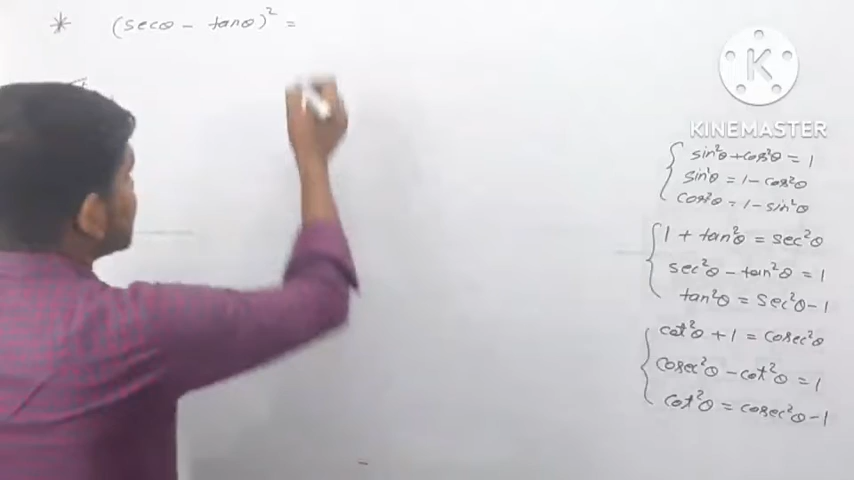 * (secθ - tanθ)² =
K
KINEMASTER
sin²θ + cos²θ = 1
sin²θ = 1 - cos²θ
cos²θ = 1 - sin²θ
1 + tan²θ = sec²θ
sec²θ - tan²θ = 1
tan²θ = sec²θ - 1
cot²θ + 1 = cosec²θ
cosec²θ - cot²θ = 1
cot²θ = cosec²θ - 1